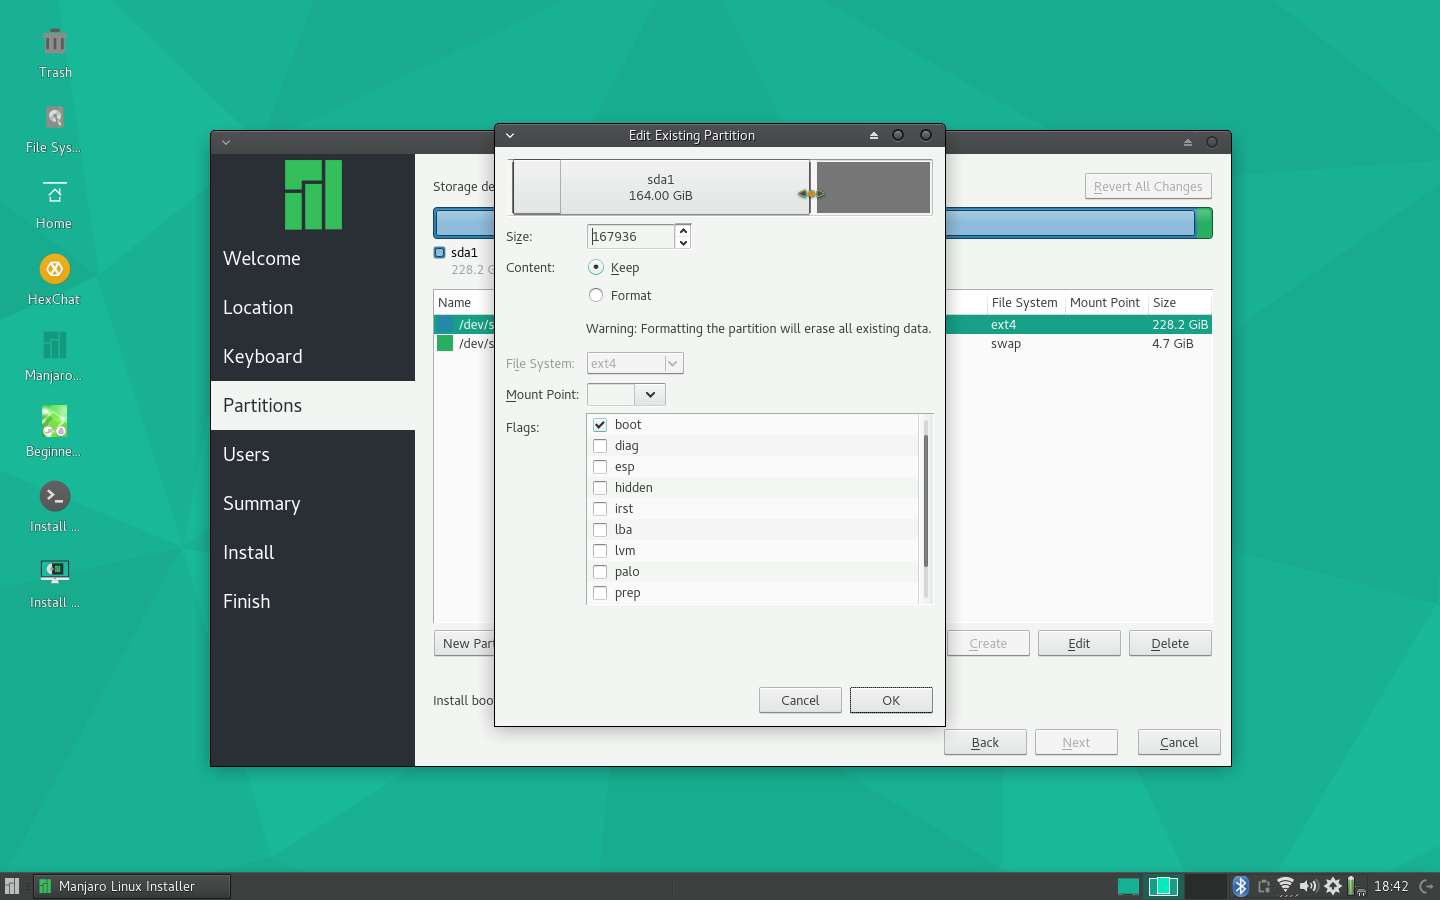 Trash
File Sys...
Home
HexChat
Manjaro...
Beginne...
Install ...
Install ...
Welcome
Location
Keyboard
Partitions
Users
Summary
Install
Finish
Storage de
Revert All Changes
sda1
228.2 G
Name
File System
Mount Point
Size
/dev/s
ext4
228.2 GiB
/dev/s
swap
4.7 GiB
New Part
Create
Edit
Delete
Install boo
Back
Next
Cancel
Edit Existing Partition
sda1
164.00 GiB
Size:
167936
Content:
Keep
Format
Warning: Formatting the partition will erase all existing data.
File System:
ext4
Mount Point:
Flags:
boot
diag
esp
hidden
irst
lba
lvm
palo
prep
Cancel
OK
Manjaro Linux Installer
18:42